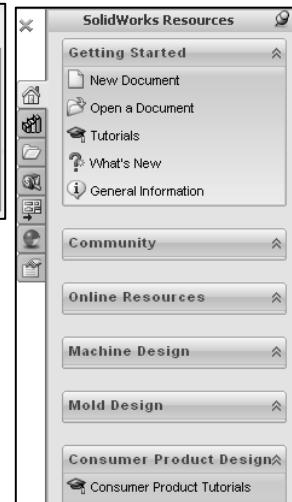 SolidWorks Resources
Getting Started
New Document
Open a Document
Tutorials
What's New
General Information
Community
Online Resources
Machine Design
Mold Design
Consumer Product Design
Consumer Product Tutorials